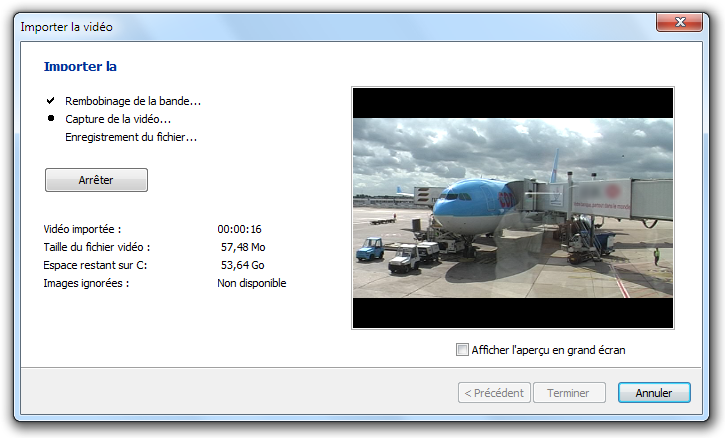 Importer la vidéo
Importer la
Rembobinage de la bande...
Capture de la vidéo...
Enregistrement du fichier...
Arrêter
Vidéo importée : 00:00:16
Taille du fichier vidéo : 57,48 Mo
Espace restant sur C: 53,64 Go
Images ignorées : Non disponible
Afficher l'aperçu en grand écran
< Précédent
Terminer
Annuler